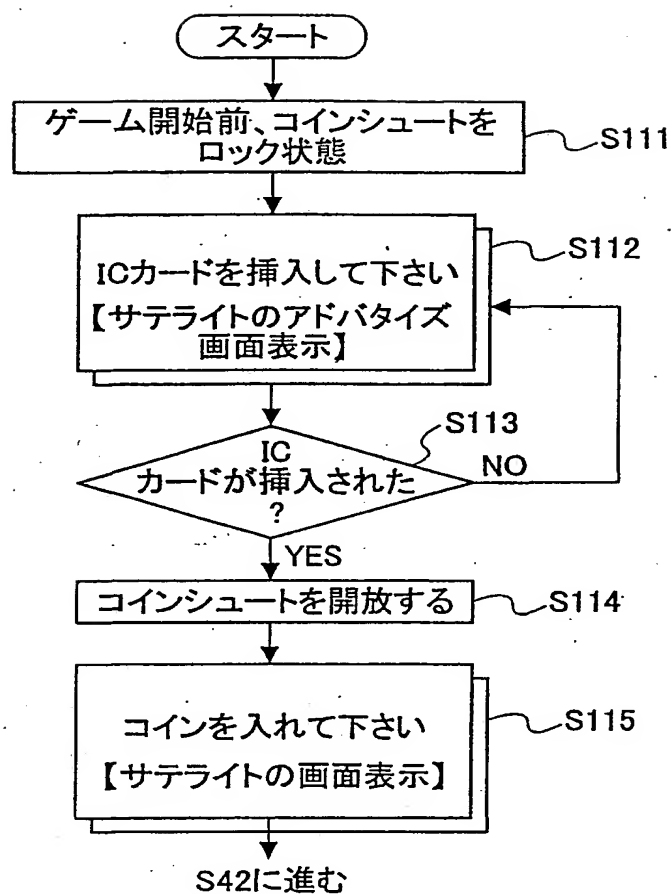 スタート
ゲーム開始前、コインシュートを
ロック状態
S111
ICカードを挿入して下さい
【サテライトのアドバタイズ
画面表示】
S112
IC
カードが挿入された
?
S113
NO
YES
コインシュートを開放する
S114
コインを入れて下さい
【サテライトの画面表示】
S115
S42に進む